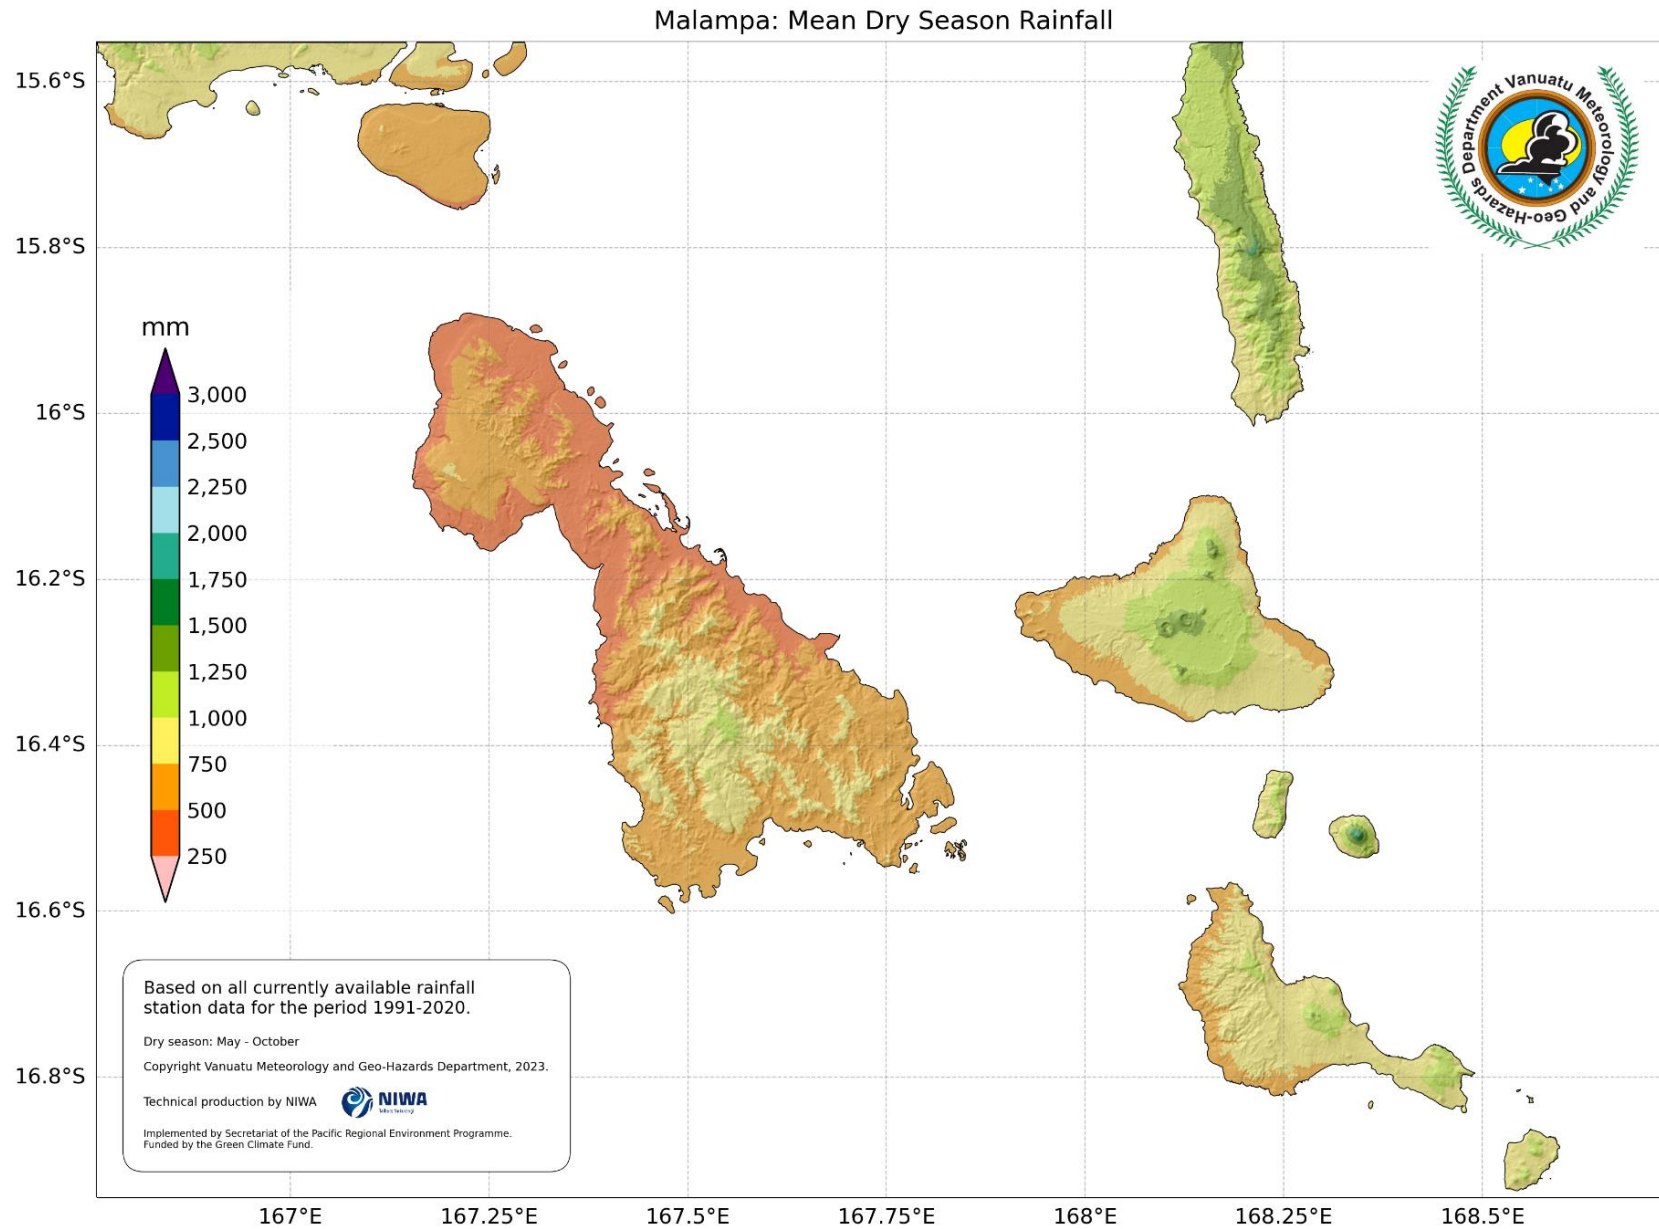 Malampa: Mean Dry Season Rainfall
Vanuatu Meteorology and Geo-Hazards Department
15.6°S
15.8°S
16°S
16.2°S
16.4°S
16.6°S
16.8°S
mm
3,000
2,500
2,250
2,000
1,750
1,500
1,250
1,000
750
500
250
Based on all currently available rainfall
station data for the period 1991-2020.
Dry season: May - October
Copyright Vanuatu Meteorology and Geo-Hazards Department, 2023.
Technical production by NIWA
NIWA
Taihoro Nukurangi
Implemented by Secretariat of the Pacific Regional Environment Programme.
Funded by the Green Climate Fund.
167°E
167.25°E
167.5°E
167.75°E
168°E
168.25°E
168.5°E